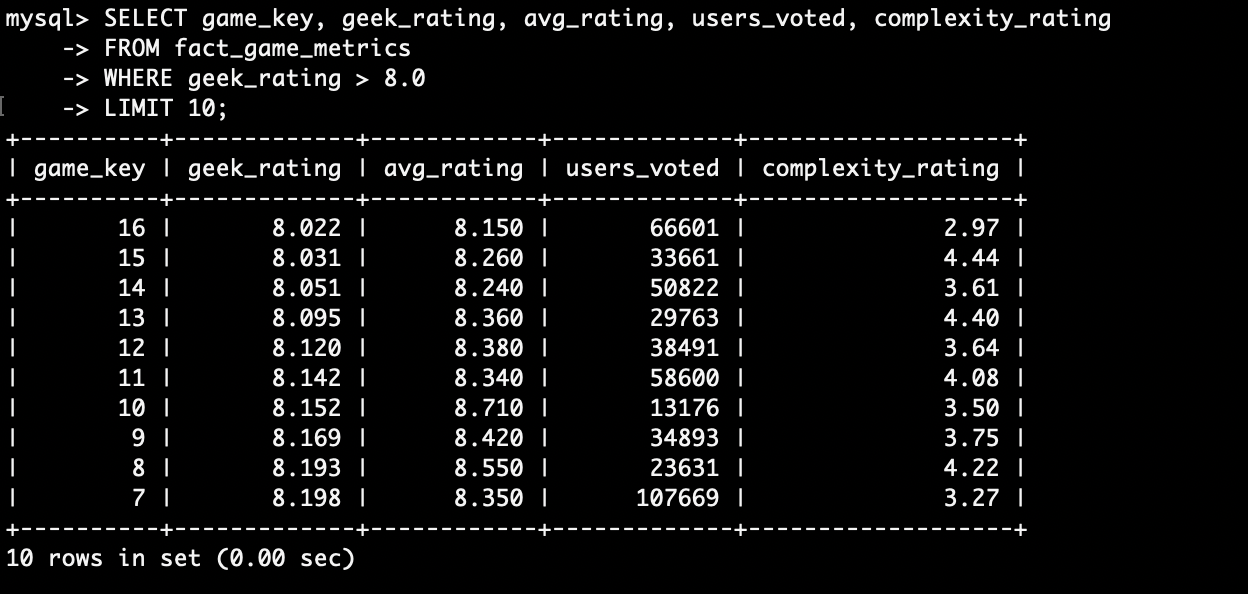 mysql> SELECT game_key, geek_rating, avg_rating, users_voted, complexity_rating
    -> FROM fact_game_metrics
    -> WHERE geek_rating > 8.0
    -> LIMIT 10;
+----------+-------------+------------+-------------+-------------------+
| game_key | geek_rating | avg_rating | users_voted | complexity_rating |
+----------+-------------+------------+-------------+-------------------+
|       16 |       8.022 |      8.150 |       66601 |              2.97 |
|       15 |       8.031 |      8.260 |       33661 |              4.44 |
|       14 |       8.051 |      8.240 |       50822 |              3.61 |
|       13 |       8.095 |      8.360 |       29763 |              4.40 |
|       12 |       8.120 |      8.380 |       38491 |              3.64 |
|       11 |       8.142 |      8.340 |       58600 |              4.08 |
|       10 |       8.152 |      8.710 |       13176 |              3.50 |
|        9 |       8.169 |      8.420 |       34893 |              3.75 |
|        8 |       8.193 |      8.550 |       23631 |              4.22 |
|        7 |       8.198 |      8.350 |      107669 |              3.27 |
+----------+-------------+------------+-------------+-------------------+
10 rows in set (0.00 sec)